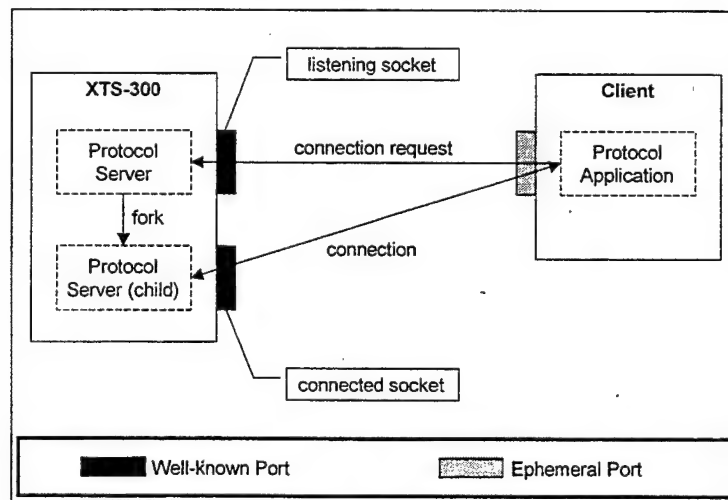 listening socket
XTS-300
Client
Protocol
Server
connection request
Protocol
Application
fork
Protocol
Server (child)
connection
connected socket
Well-Known Port
Ephemeral Port